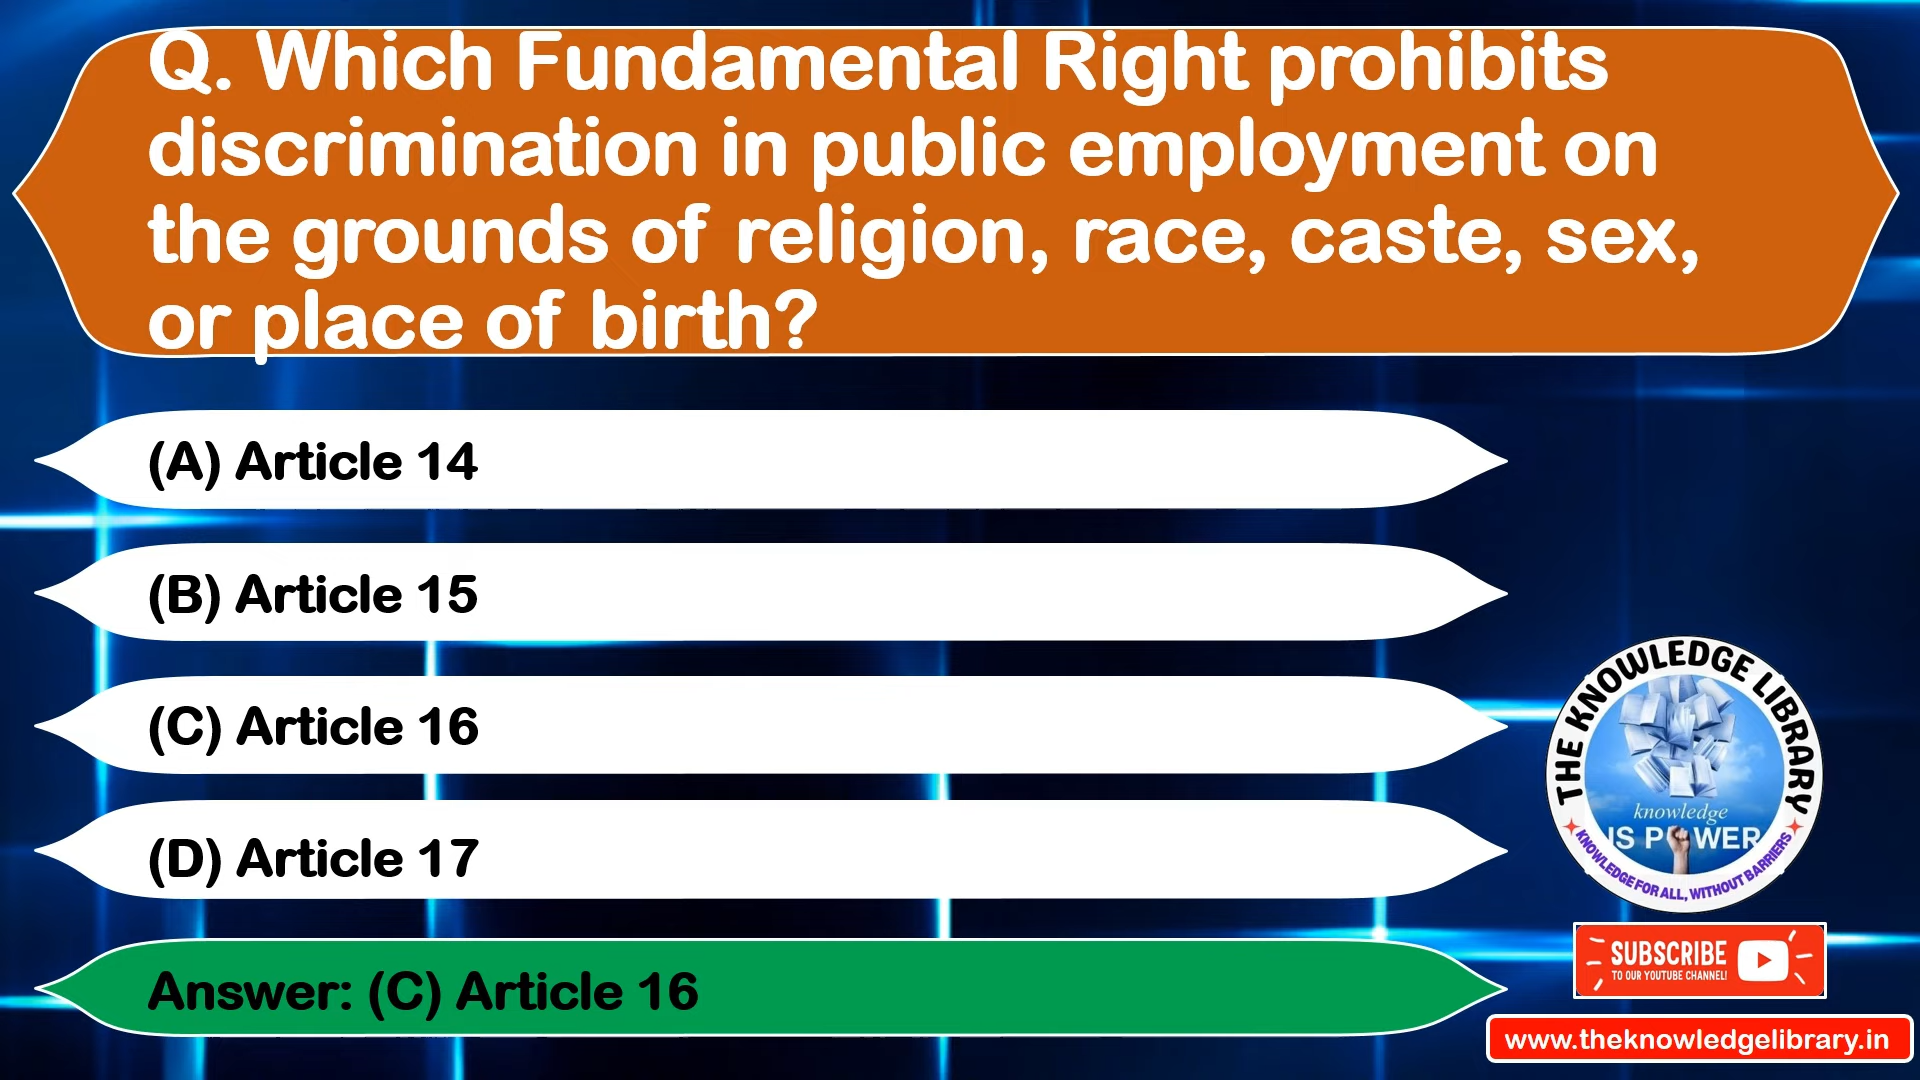 Q. Which Fundamental Right prohibits
discrimination in public employment on
the grounds of religion, race, caste, sex,
or place of birth?
(A) Article 14
(B) Article 15
(C) Article 16
(D) Article 17
Answer: (C) Article 16
THE KNOWLEDGE LIBRARY
knowledge
IS POWER
KNOWLEDGE FOR ALL, WITHOUT BARRIERS
SUBSCRIBE
TO OUR YOUTUBE CHANNEL!
www.theknowledgelibrary.in